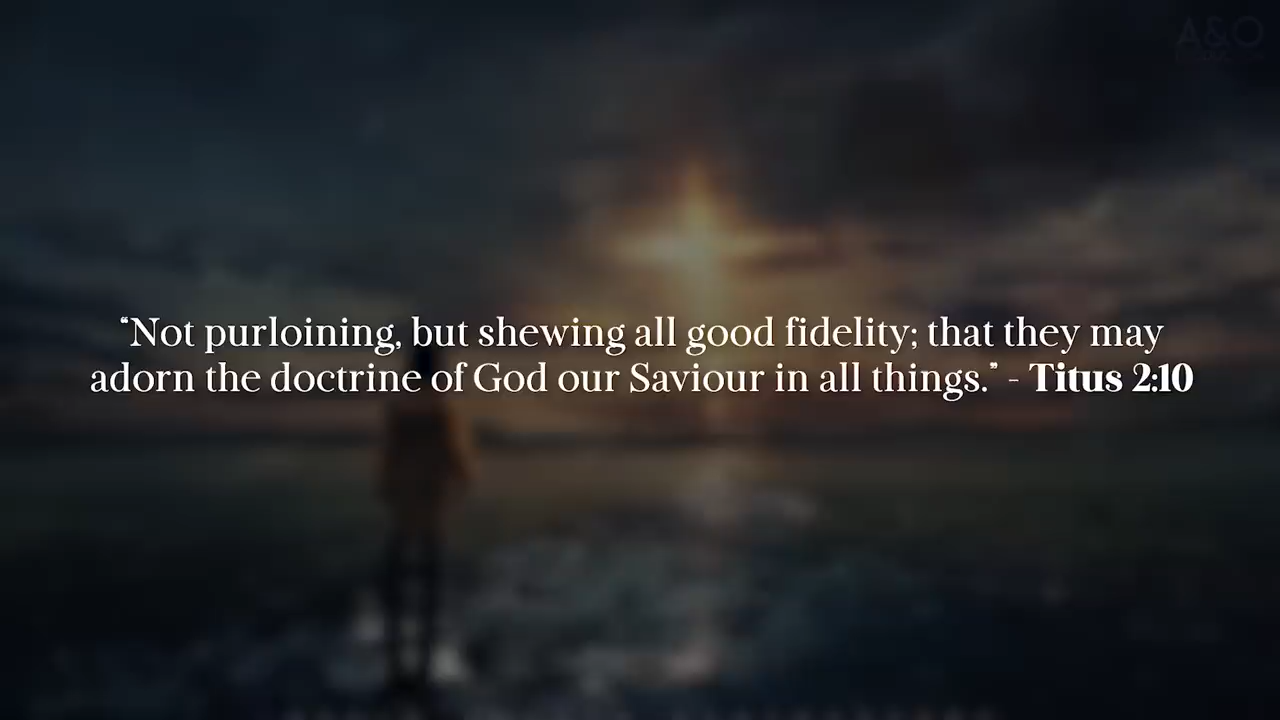 A&O
“Not purloining, but shewing all good fidelity; that they may
adorn the doctrine of God our Saviour in all things.” - Titus 2:10